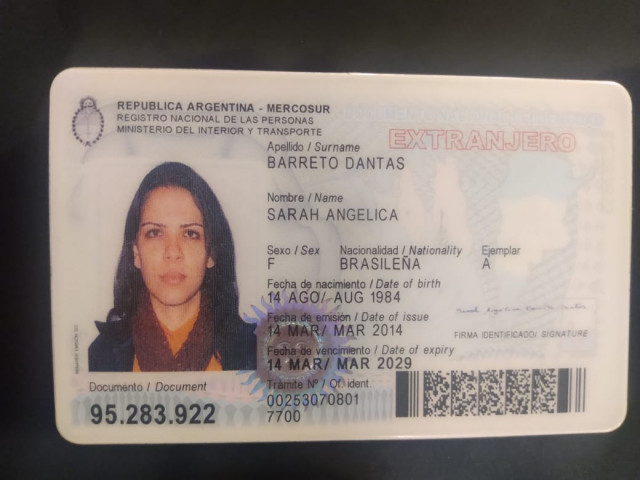 REPUBLICA ARGENTINA - MERCOSUR
REGISTRO NACIONAL DE LAS PERSONAS
MINISTERIO DEL INTERIOR Y TRANSPORTE
EXTRANJERO
Apellido / Surname
BARRETO DANTAS
Nombre / Name
SARAH ANGELICA
Sexo / Sex Nacionalidad / Nationality Ejemplar
F BRASILEÑA A
Fecha de nacimiento / Date of birth
14 AGO/ AUG 1984
Fecha de emisión / Date of issue
14 MAR/ MAR 2014
FIRMA IDENTIFICADO/ SIGNATURE
Fecha de vencimiento / Date of expiry
14 MAR/ MAR 2029
Documento / Document
95.283.922
Trámite Nº / Of. ident.
00253070801
7700